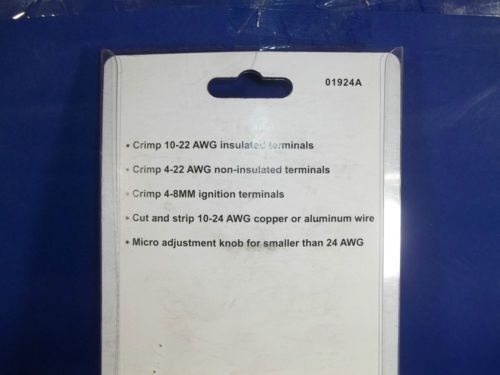 01924A
• Crimp 10-22 AWG insulated terminals
• Crimp 4-22 AWG non-insulated terminals
• Crimp 4-8MM ignition terminals
• Cut and strip 10-24 AWG copper or aluminum wire
• Micro adjustment knob for smaller than 24 AWG